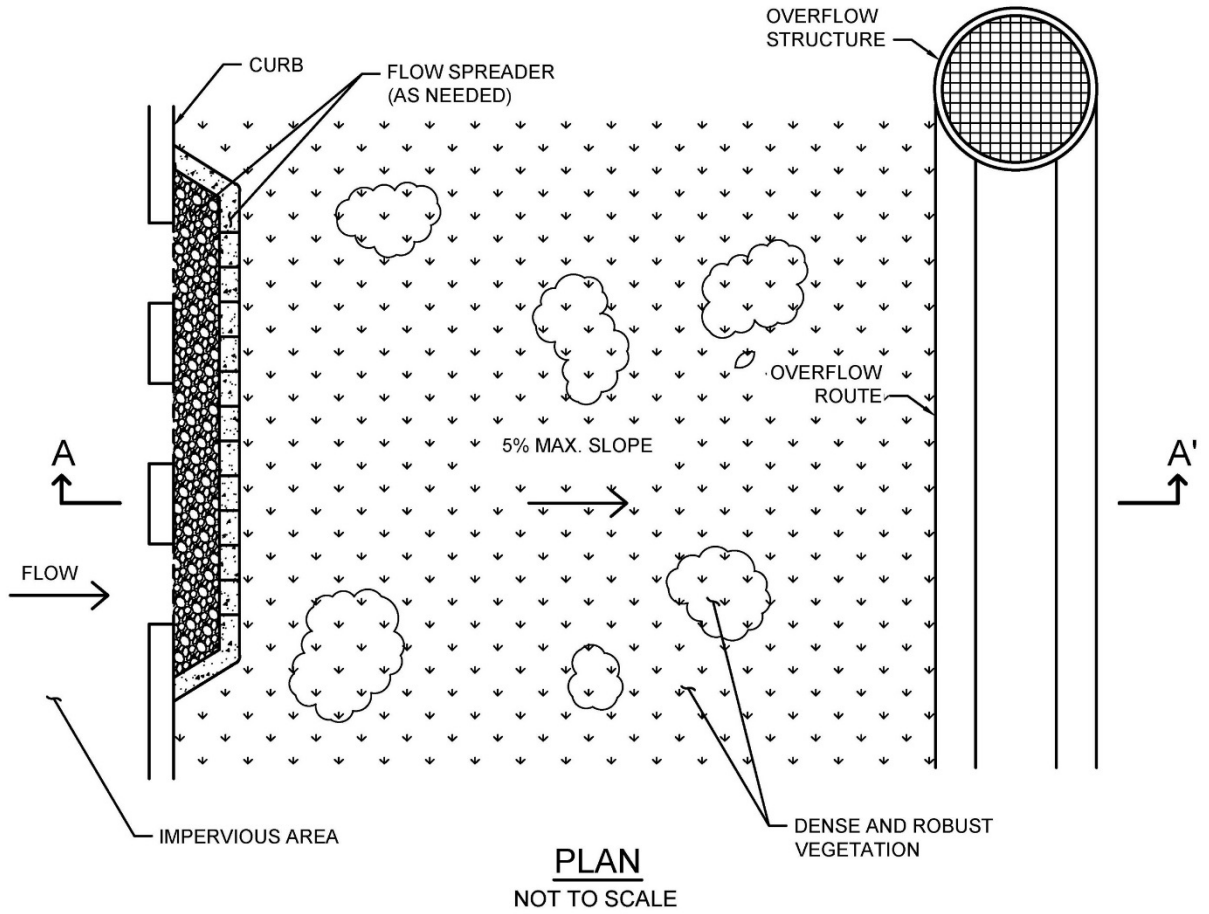 OVERFLOW
STRUCTURE
CURB
FLOW SPREADER
(AS NEEDED)
OVERFLOW
ROUTE
5% MAX. SLOPE
A
A'
FLOW
IMPERVIOUS AREA
DENSE AND ROBUST
VEGETATION
PLAN
NOT TO SCALE